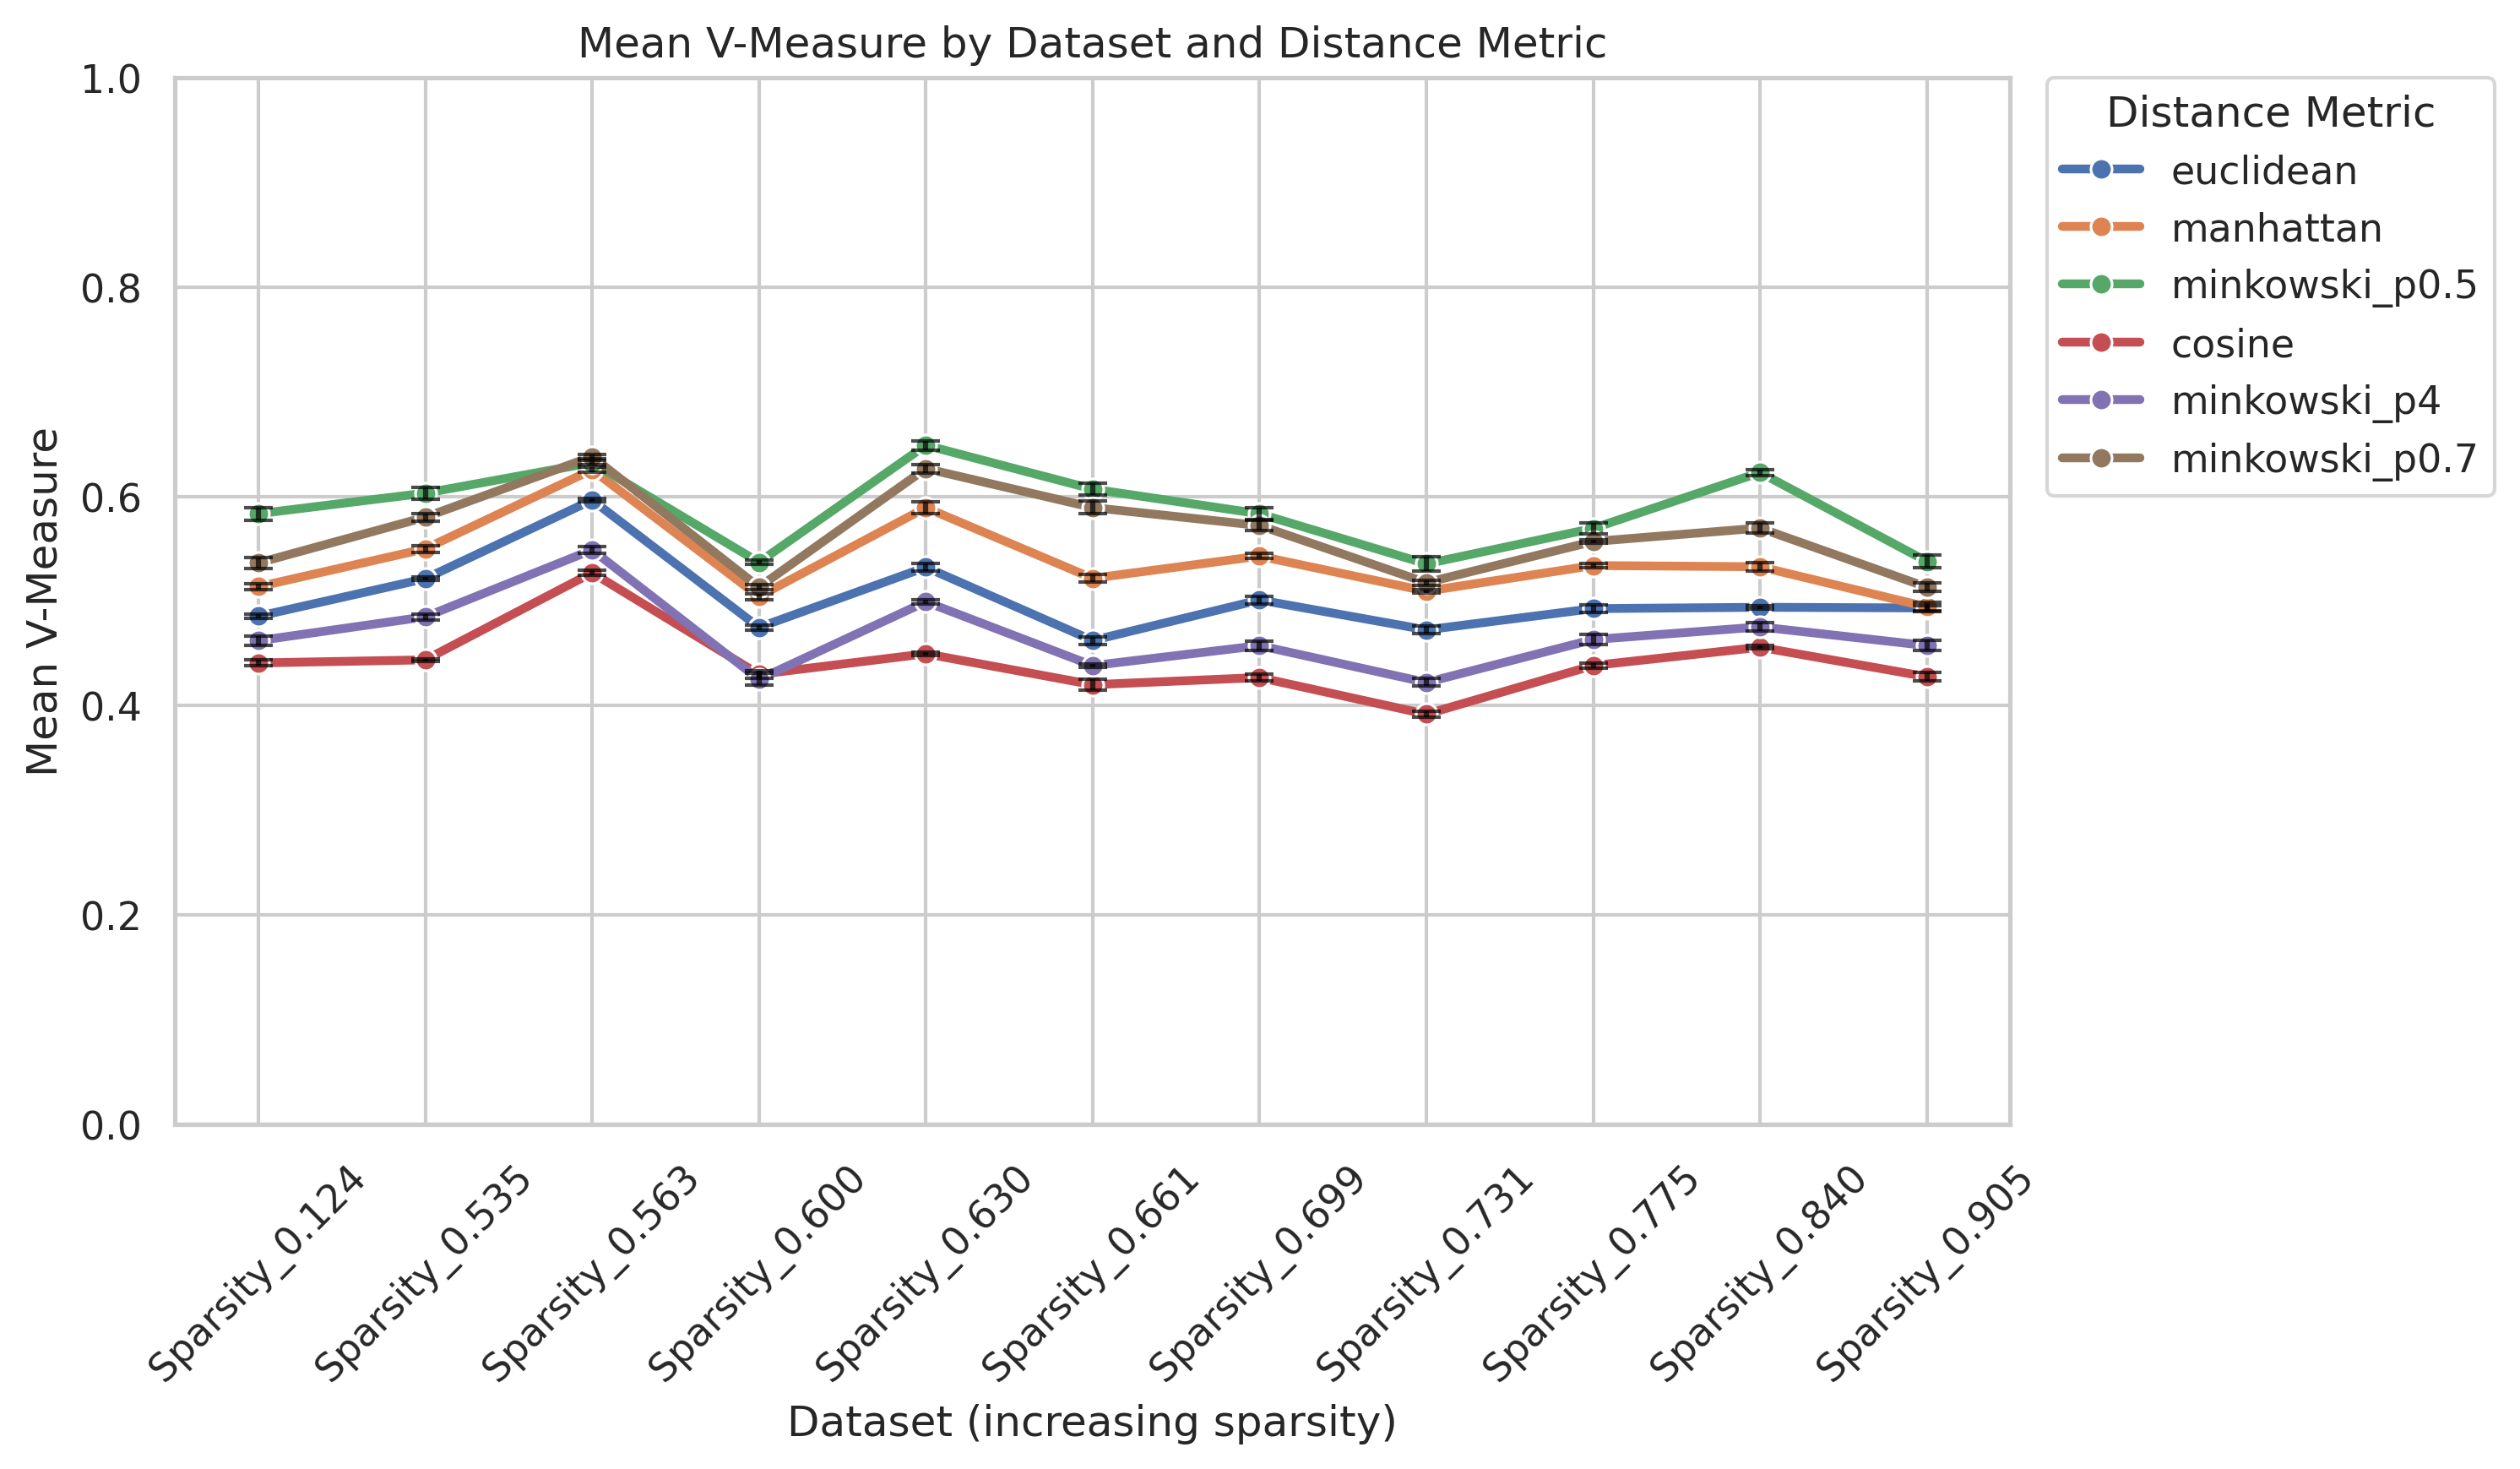 Mean V-Measure by Dataset and Distance Metric
Mean V-Measure
1.0
0.8
0.6
0.4
0.2
0.0
Sparsity_0.124
Sparsity_0.535
Sparsity_0.563
Sparsity_0.600
Sparsity_0.630
Sparsity_0.661
Sparsity_0.699
Sparsity_0.731
Sparsity_0.775
Sparsity_0.840
Sparsity_0.905
Dataset (increasing sparsity)
Distance Metric
euclidean
manhattan
minkowski_p0.5
cosine
minkowski_p4
minkowski_p0.7